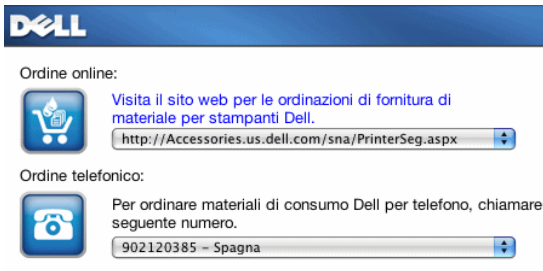 DELL
Ordine online:
Visita il sito web per le ordinazioni di fornitura di
materiale per stampanti Dell.
http://Accessories.us.dell.com/sna/PrinterSeg.aspx
Ordine telefonico:
Per ordinare materiali di consumo Dell per telefono, chiamare
seguente numero.
902120385 – Spagna